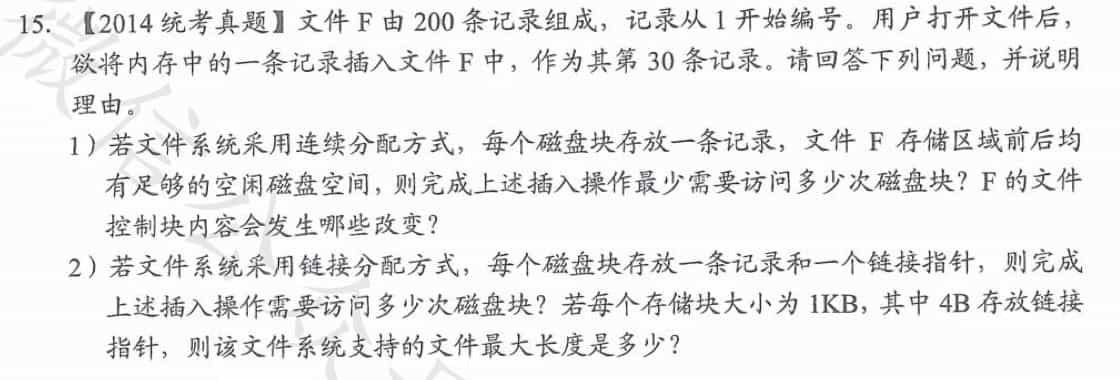 15. 【2014 统考真题】文件 F 由 200 条记录组成，记录从 1 开始编号。用户打开文件后，
欲将内存中的一条记录插入文件 F 中，作为其第 30 条记录。请回答下列问题，并说明
理由。
1）若文件系统采用连续分配方式，每个磁盘块存放一条记录，文件 F 存储区域前后均
有足够的空闲磁盘空间，则完成上述插入操作最少需要访问多少次磁盘块？F 的文件
控制块内容会发生哪些改变？
2）若文件系统采用链接分配方式，每个磁盘块存放一条记录和一个链接指针，则完成
上述插入操作需要访问多少次磁盘块？若每个存储块大小为 1KB，其中 4B 存放链接
指针，则该文件系统支持的文件最大长度是多少？